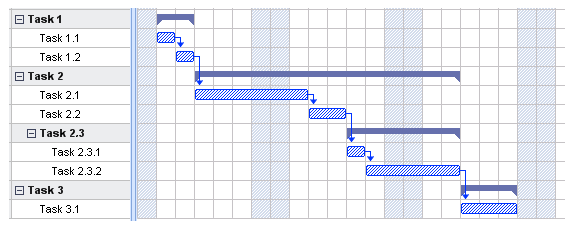 Task 1
Task 1.1
Task 1.2
Task 2
Task 2.1
Task 2.2
Task 2.3
Task 2.3.1
Task 2.3.2
Task 3
Task 3.1